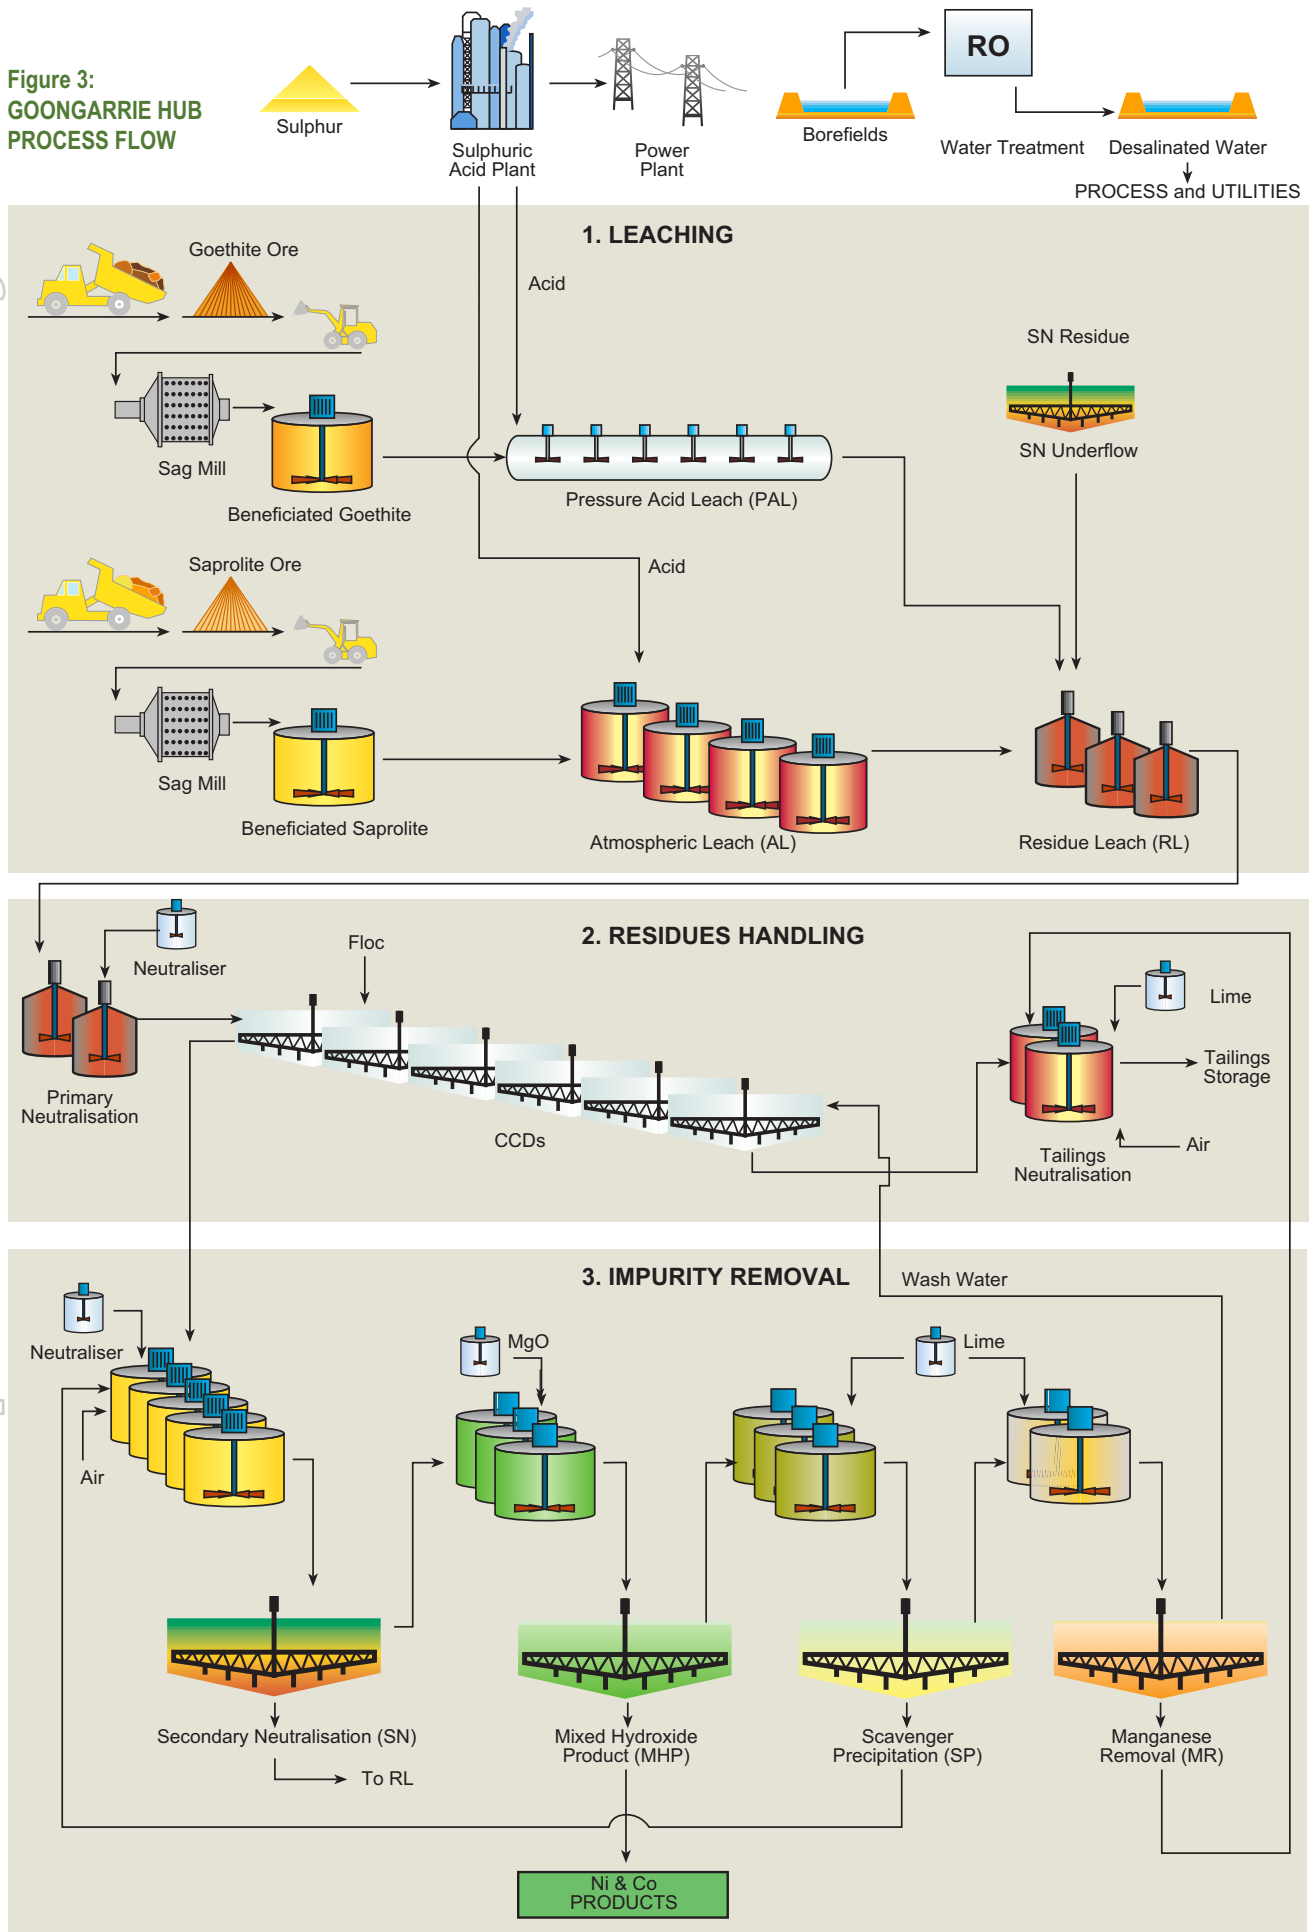 Figure 3:
GOONGARRIE HUB
PROCESS FLOW
Sulphur
Sulphuric
Acid Plant
Power
Plant
Borefields
RO
Water Treatment
Desalinated Water
PROCESS and UTILITIES
1. LEACHING
Goethite Ore
Acid
SN Residue
Sag Mill
SN Underflow
Beneficiated Goethite
Pressure Acid Leach (PAL)
Saprolite Ore
Acid
Sag Mill
Beneficiated Saprolite
Atmospheric Leach (AL)
Residue Leach (RL)
2. RESIDUES HANDLING
Neutraliser
Floc
Lime
Primary
Neutralisation
CCDs
Tailings
Storage
Air
Tailings
Neutralisation
3. IMPURITY REMOVAL
Wash Water
Neutraliser
MgO
Lime
Air
Secondary Neutralisation (SN)
To RL
Mixed Hydroxide
Product (MHP)
Scavenger
Precipitation (SP)
Manganese
Removal (MR)
Ni & Co
PRODUCTS